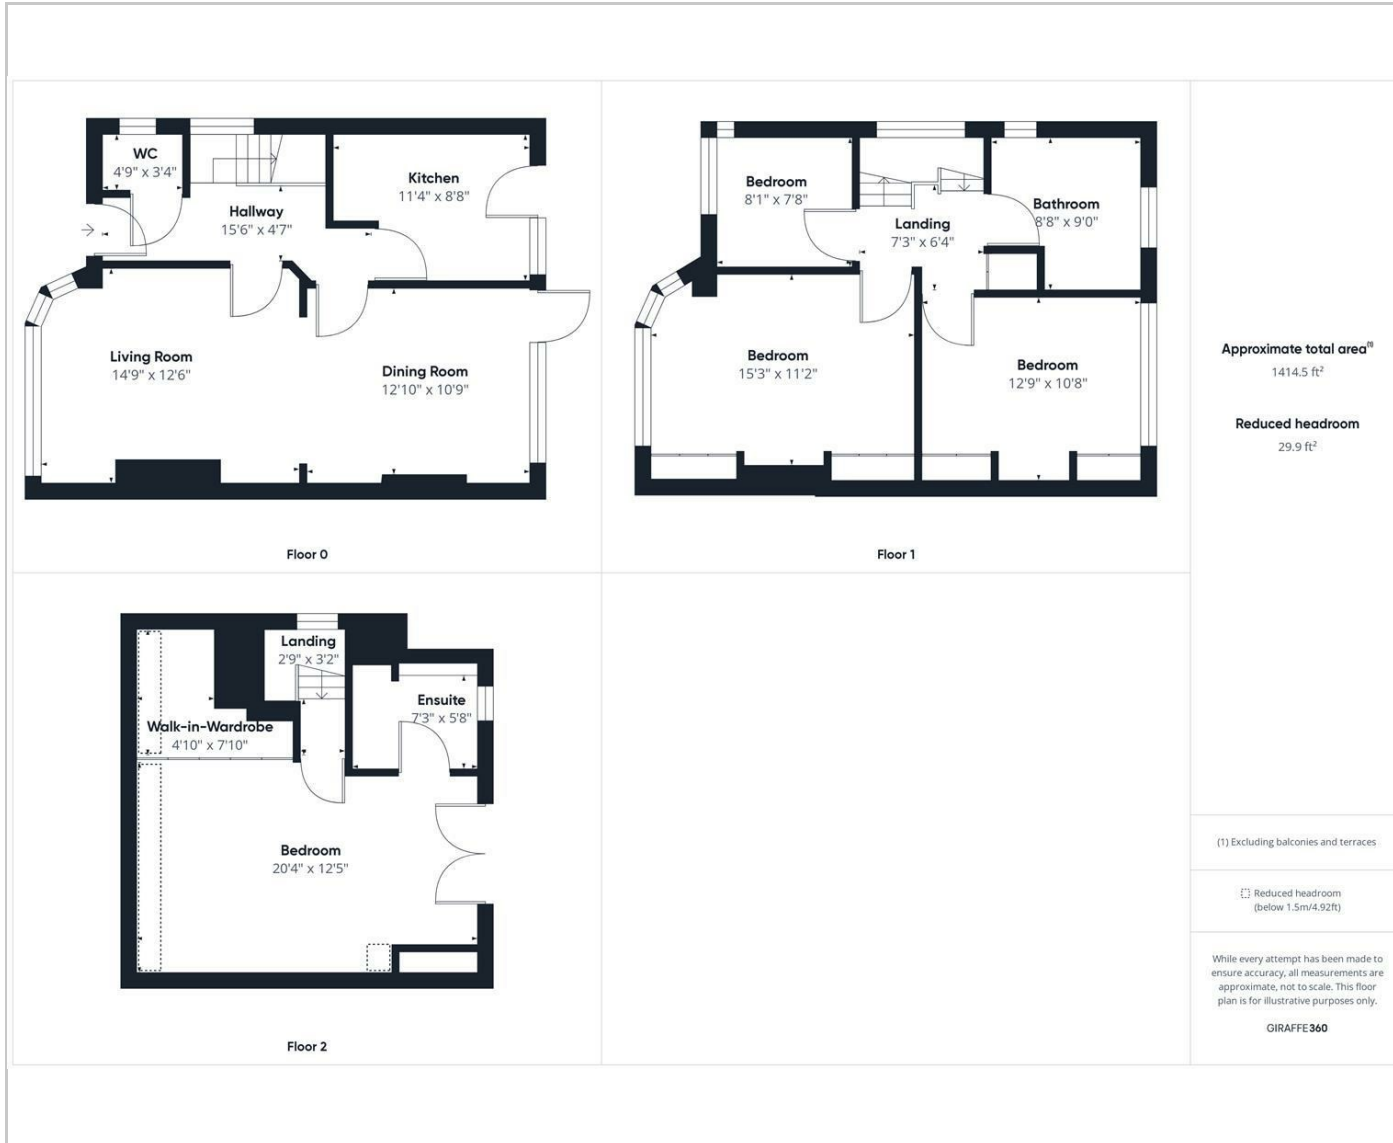 WC
4'9" x 3'4"
Kitchen
11'4" x 8'8"
Hallway
15'6" x 4'7"
Living Room
14'9" x 12'6"
Dining Room
12'10" x 10'9"
Floor 0
Bedroom
8'1" x 7'8"
Landing
7'3" x 6'4"
Bathroom
8'8" x 9'0"
Bedroom
15'3" x 11'2"
Bedroom
12'9" x 10'8"
Floor 1
Landing
2'9" x 3'2"
Ensuite
7'3" x 5'8"
Walk-in-Wardrobe
4'10" x 7'10"
Bedroom
20'4" x 12'5"
Floor 2
Approximate total area(1)
1414.5 ft²
Reduced headroom
29.9 ft²
(1) Excluding balconies and terraces
Reduced headroom
(below 1.5m/4.92ft)
While every attempt has been made to
ensure accuracy, all measurements are
approximate, not to scale. This floor
plan is for illustrative purposes only.
GIRAFFE360